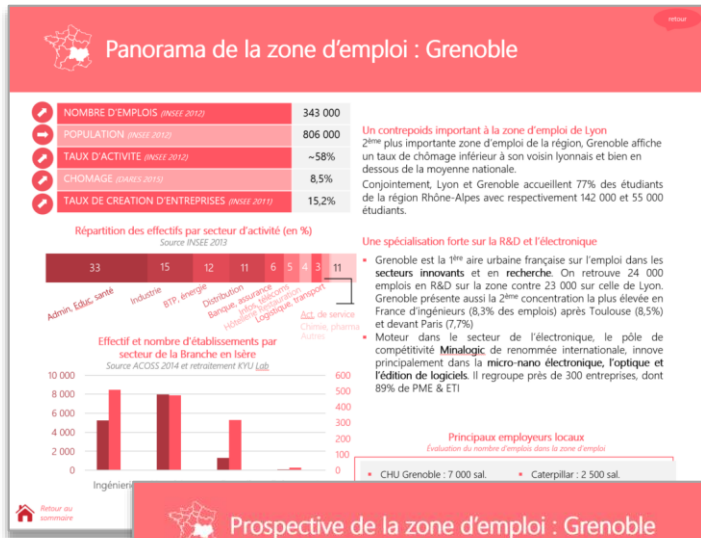 retour
Panorama de la zone d'emploi : Grenoble
NOMBRE D'EMPLOIS (INSEE 2012) 343 000
POPULATION (INSEE 2012) 806 000
TAUX D'ACTIVITE (INSEE 2012) ~58%
CHOMAGE (DARES 2015) 8,5%
TAUX DE CREATION D'ENTREPRISES (INSEE 2011) 15,2%
Répartition des effectifs par secteur d'activité (en %)
Source INSEE 2013
33 15 12 11 6 5 4 3 11
Admin, Educ, santé
Industrie
BTP, énergie
Distribution
Banque, assurance
Infos, télécoms
Hôtellerie Restauration
Logistique, transport
Act. de service
Chimie, pharma
Autres
Effectif et nombre d'établissements par
secteur de la Branche en Isère
Source ACOSS 2014 et retraitement KYU Lab
10 000 600
8 000 500
6 000 400
4 000 300
2 000 200
0 100
0
Un contrepoids important à la zone d'emploi de Lyon
2ème plus importante zone d'emploi de la région, Grenoble affiche
un taux de chômage inférieur à son voisin lyonnais et bien en
dessous de la moyenne nationale.
Conjointement, Lyon et Grenoble accueillent 77% des étudiants
de la région Rhône-Alpes avec respectivement 142 000 et 55 000
étudiants.
Une spécialisation forte sur la R&D et l'électronique
• Grenoble est la 1ère aire urbaine française sur l'emploi dans les
secteurs innovants et en recherche. On retrouve 24 000
emplois en R&D sur la zone contre 23 000 sur celle de Lyon.
Grenoble présente aussi la 2ème concentration la plus élevée en
France d'ingénieurs (8,3% des emplois) après Toulouse (8,5%)
et devant Paris (7,7%)
• Moteur dans le secteur de l'électronique, le pôle de
compétitivité Minalogic de renommée internationale, innove
principalement dans la micro-nano électronique, l'optique et
l'édition de logiciels. Il regroupe près de 300 entreprises, dont
89% de PME & ETI
Principaux employeurs locaux
Évaluation du nombre d'emplois dans la zone d'emploi
• CHU Grenoble : 7 000 sal.
• Caterpillar : 2 500 sal.
Retour au
sommaire
Prospective de la zone d'emploi : Grenoble